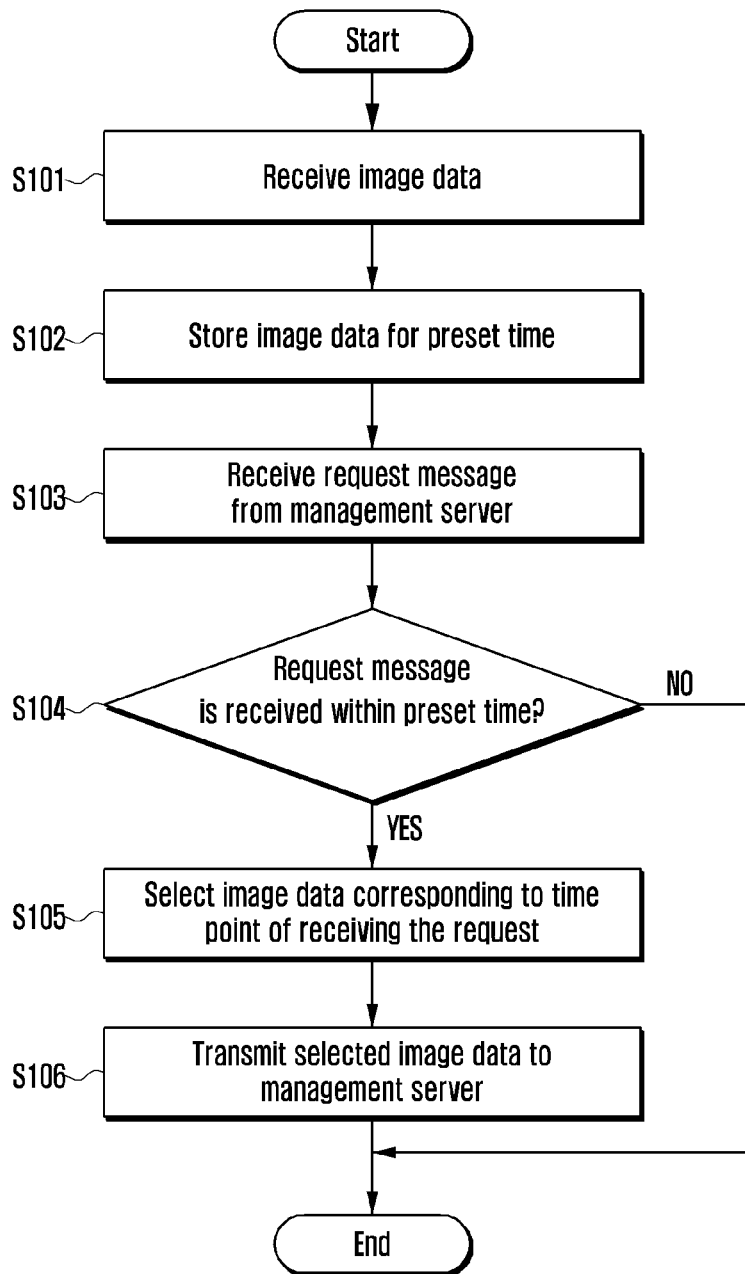 Start
S101
Receive image data
S102
Store image data for preset time
S103
Receive request message
from management server
S104
Request message
is received within preset time?
NO
YES
S105
Select image data corresponding to time
point of receiving the request
S106
Transmit selected image data to
management server
End